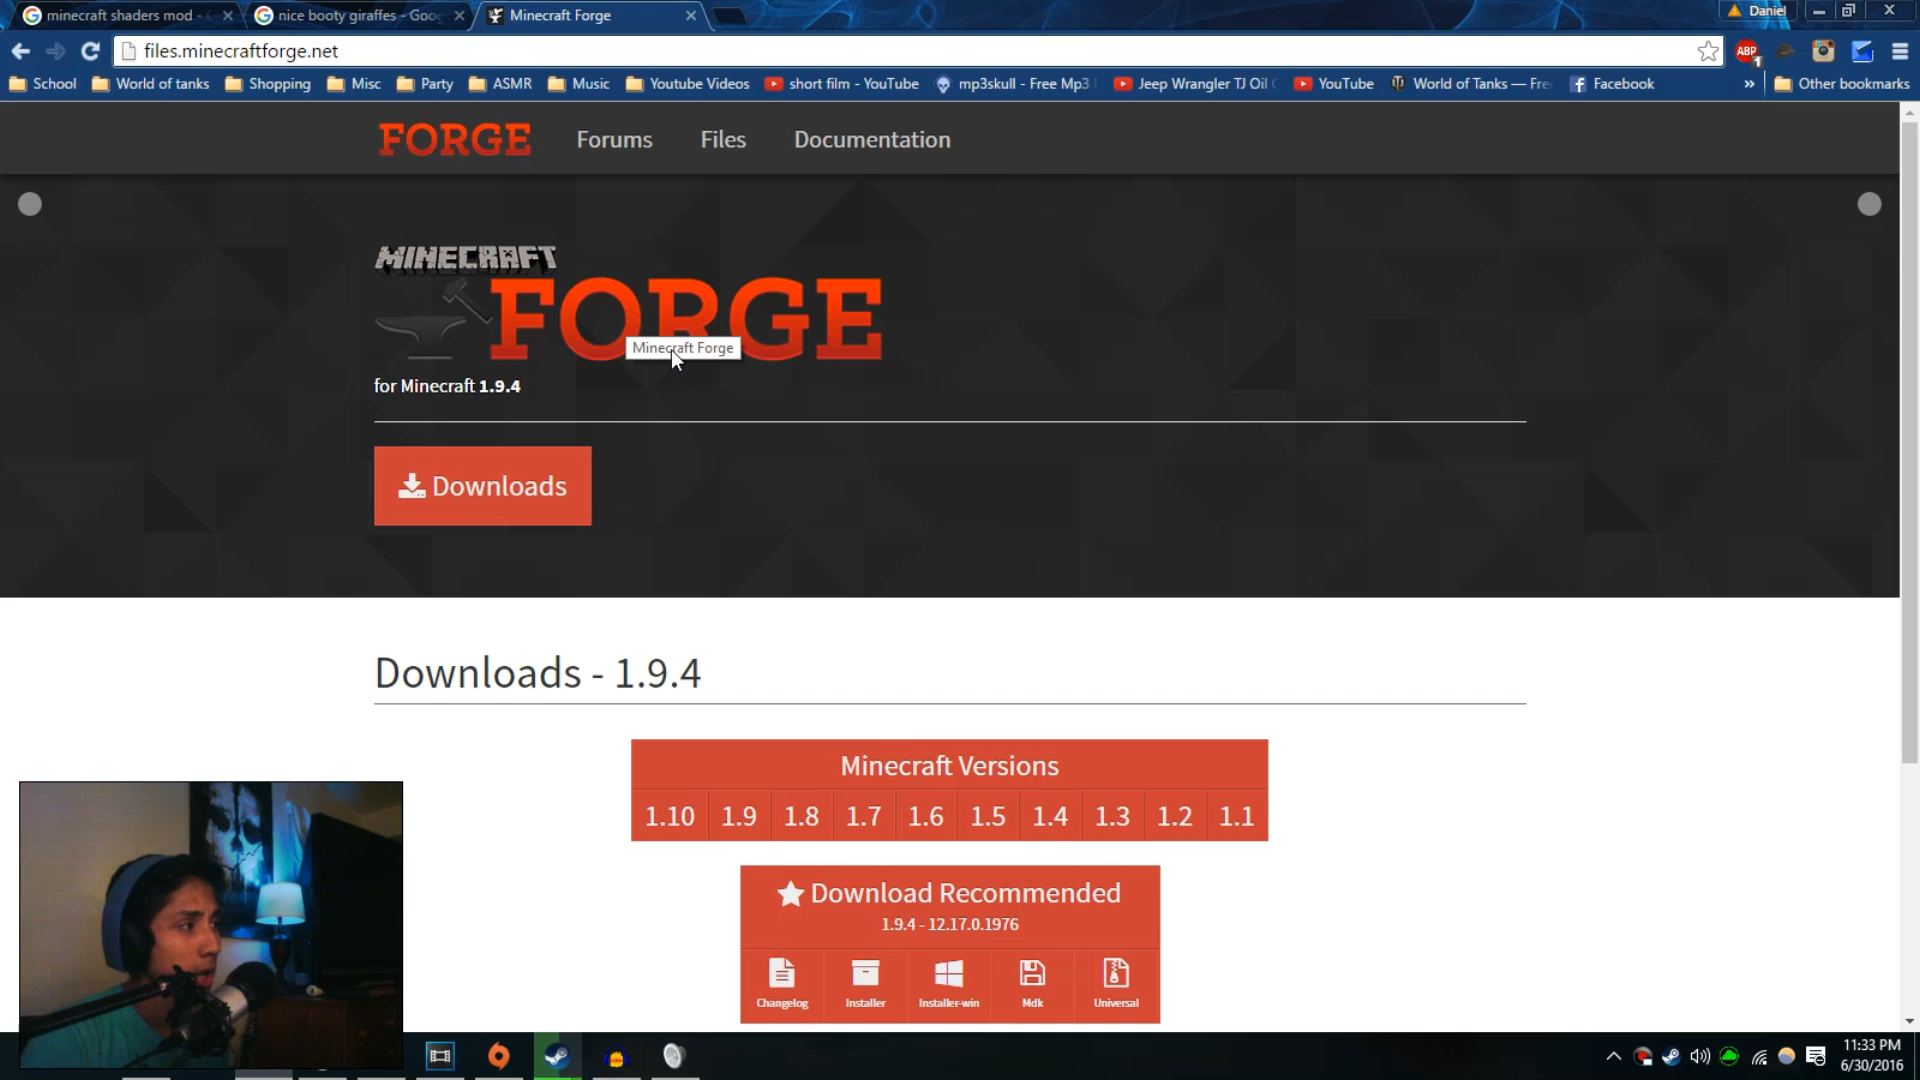 minecraft shaders mod -
nice booty giraffes - Goo
Minecraft Forge
Daniel
files.minecraftforge.net
ABP
1
School
World of tanks
Shopping
Misc
Party
ASMR
Music
Youtube Videos
short film - YouTube
mp3skull - Free Mp3
Jeep Wrangler TJ Oil
YouTube
World of Tanks — Fre
Facebook
»
Other bookmarks
FORGE
Forums
Files
Documentation
MINECRAFT
FORGE
Minecraft Forge
for Minecraft 1.9.4
Downloads
Downloads - 1.9.4
Minecraft Versions
1.10 1.9 1.8 1.7 1.6 1.5 1.4 1.3 1.2 1.1
Download Recommended
1.9.4 - 12.17.0.1976
Changelog Installer Installer-win Mdk Universal
11:33 PM
6/30/2016